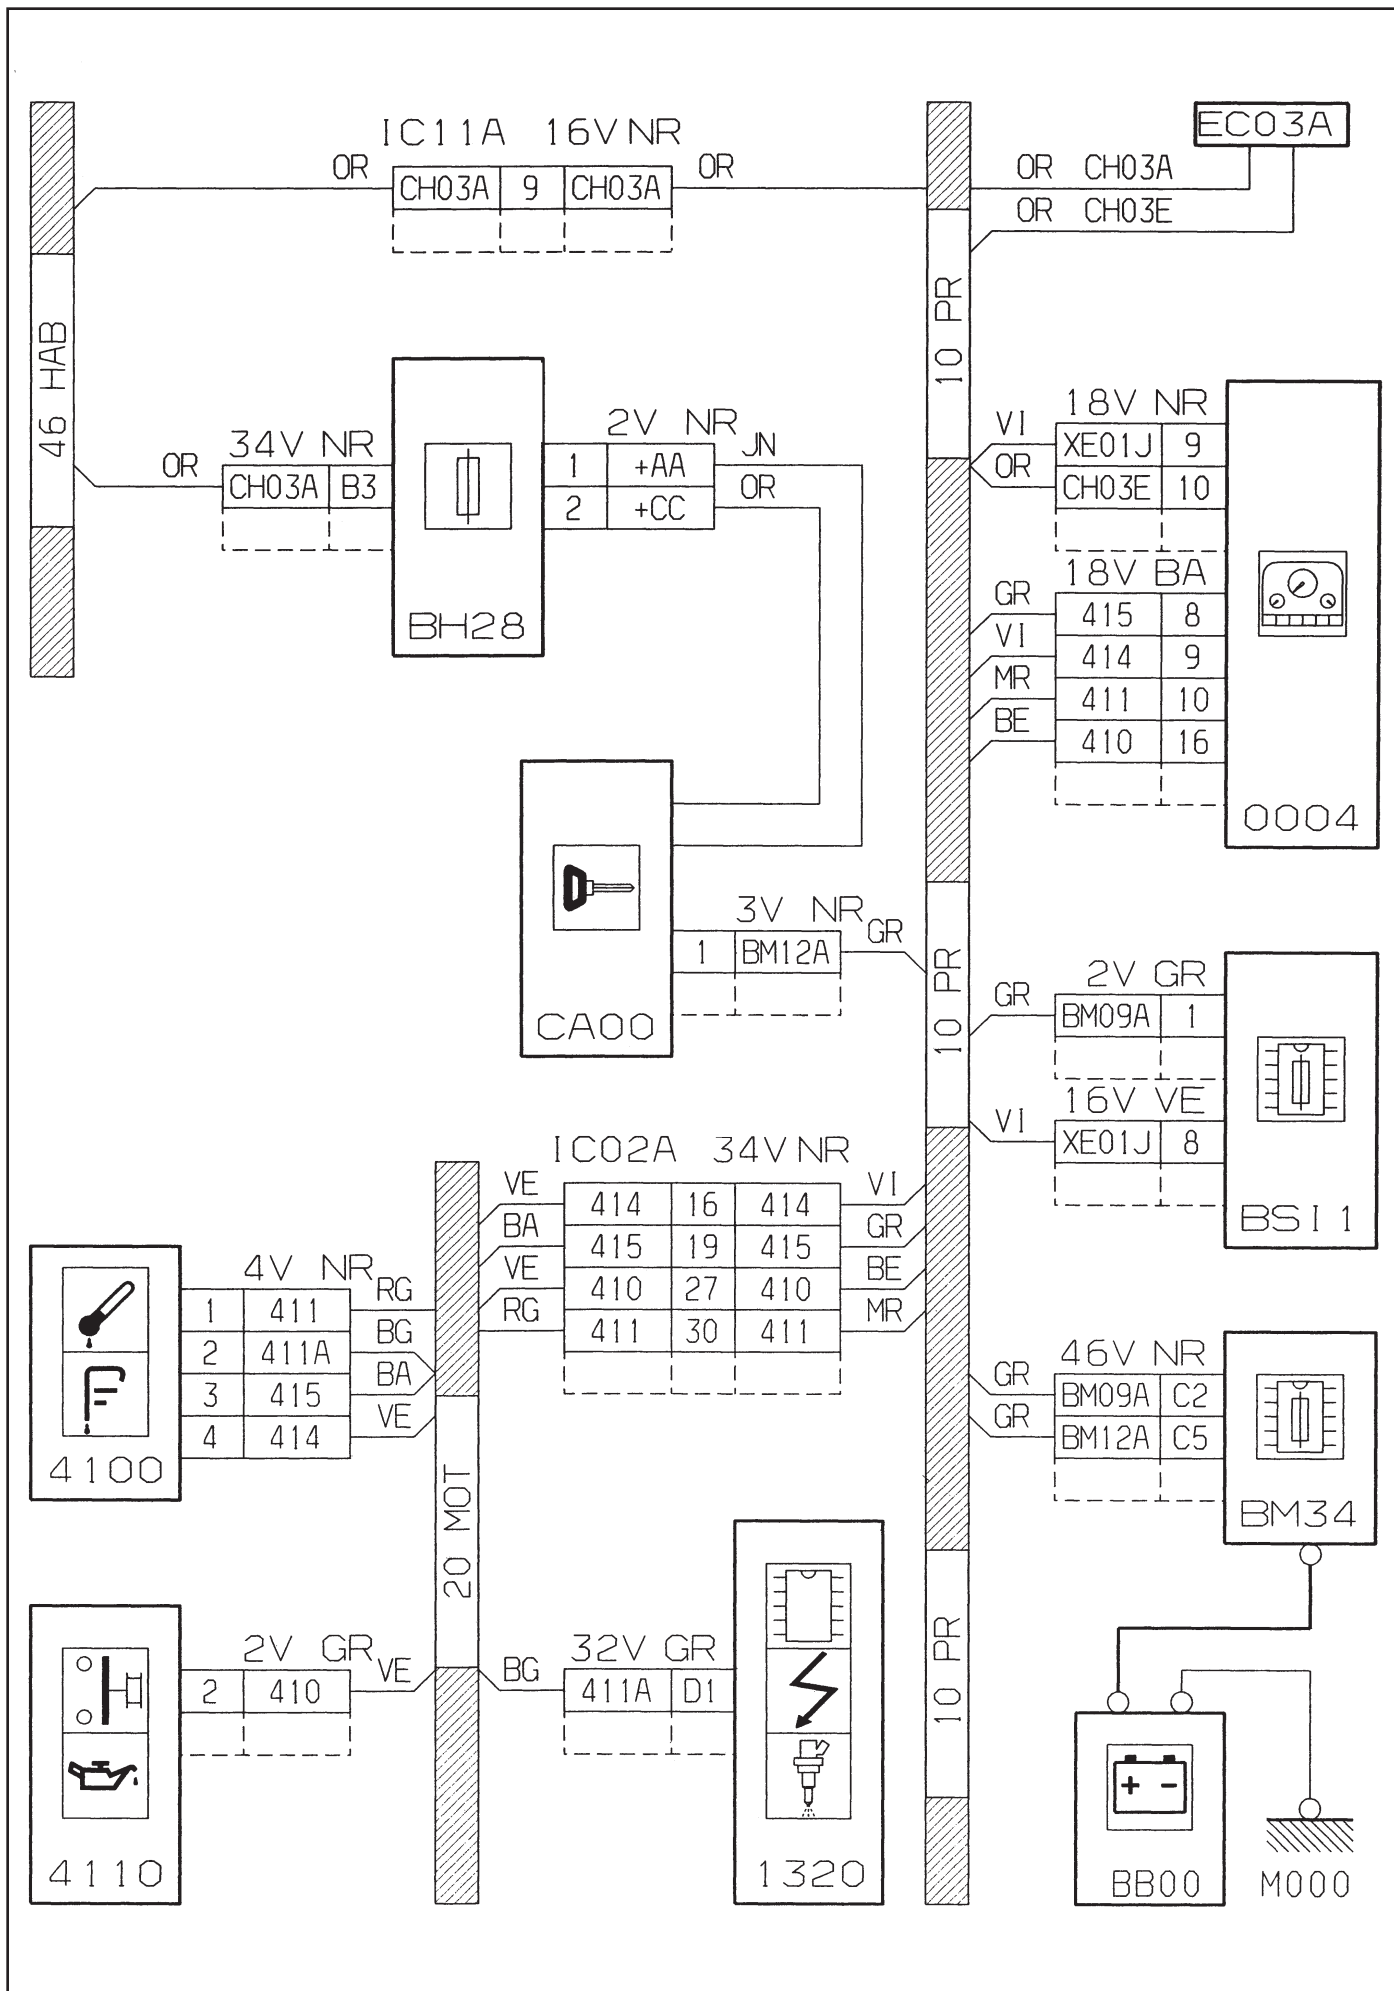 EC03A
IC11A 16V NR
OR CH03A 9 CH03A OR
OR CH03A
OR CH03E
46 HAB
10 PR
34V NR
OR CH03A B3
BH28
2V NR
1 +AA JN
2 +CC OR
18V NR
VI XE01J 9
OR CH03E 10
18V BA
GR 415 8
VI 414 9
MR 411 10
BE 410 16
0004
CA00
3V NR
1 BM12A GR
10 PR
2V GR
GR BM09A 1
16V VE
VI XE01J 8
BSI1
IC02A 34V NR
VE 414 16 414 VI
BA 415 19 415 GR
VE 410 27 410 BE
RG 411 30 411 MR
4V NR
1 411 RG
2 411A BG
3 415 BA
4 414 VE
4100
20 MOT
46V NR
GR BM09A C2
GR BM12A C5
BM34
2V GR
2 410 VE
4110
32V GR
BG 411A D1
1320
10 PR
+ -
BB00
M000